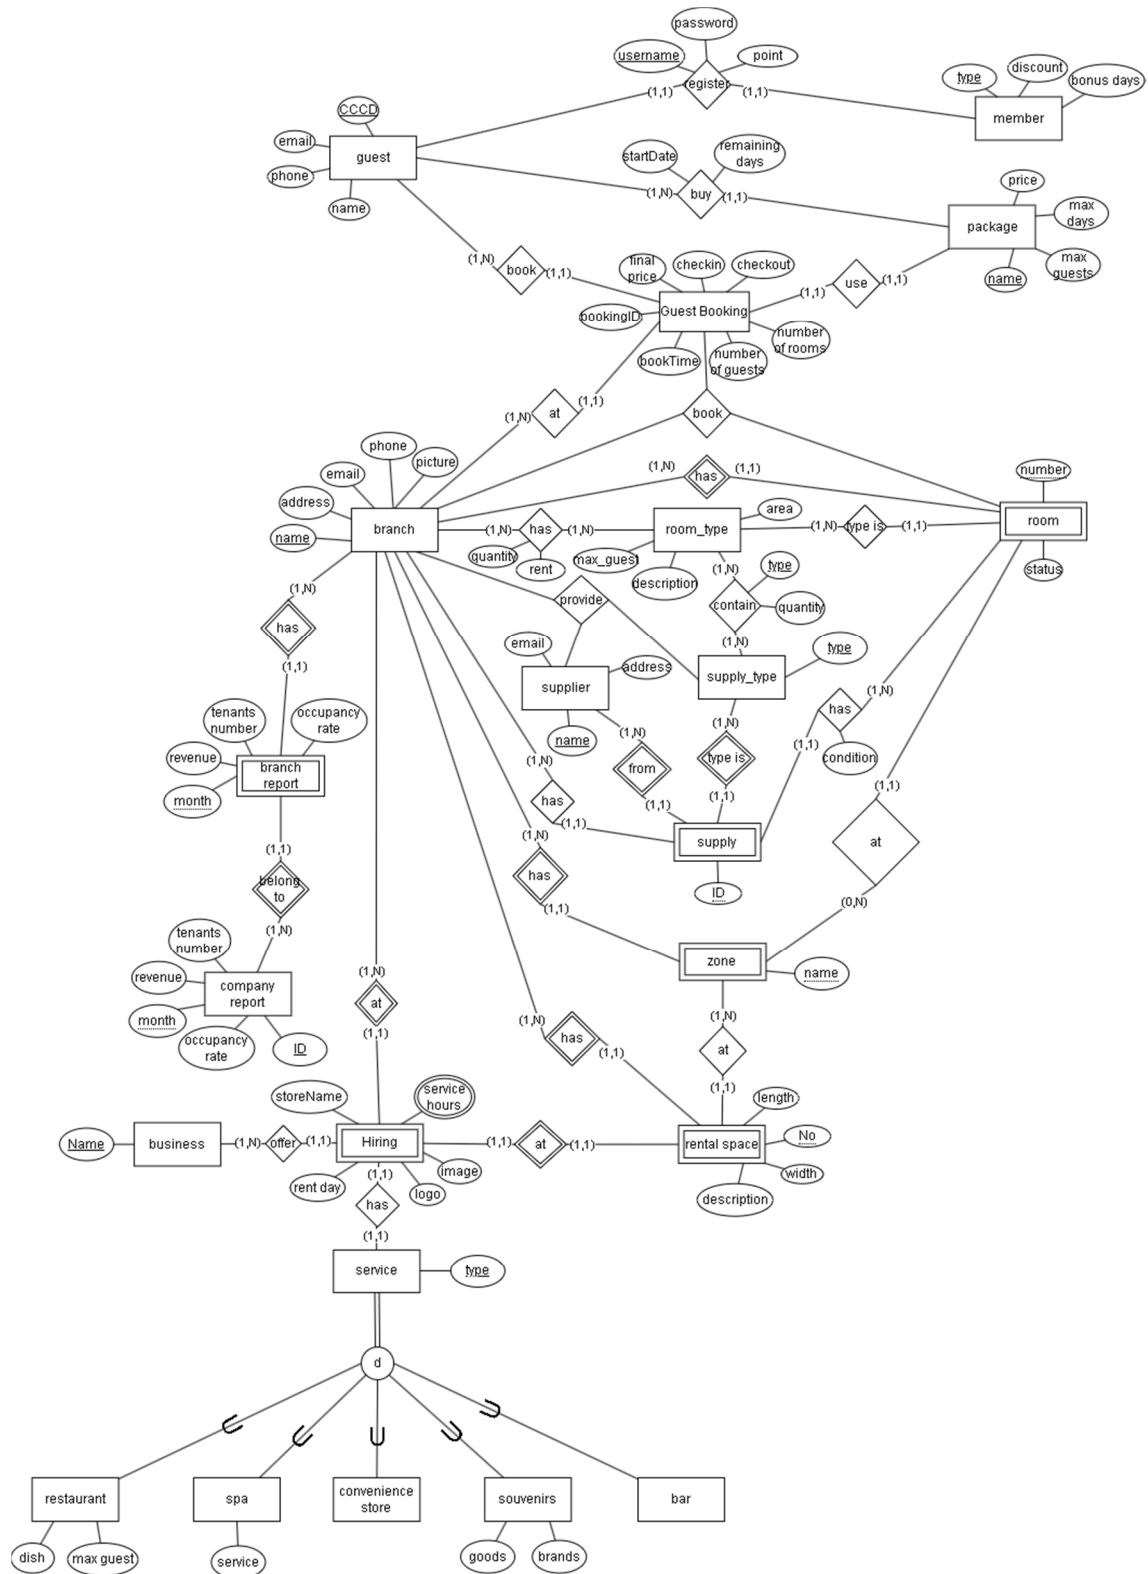 password
username
point
register
(1,1)
(1,1)
type
discount
bonus days
member
CCCD
email
guest
phone
name
startDate
remaining
days
(1,N)
buy
(1,1)
price
package
max
days
name
max
guests
(1,N)
book
(1,1)
final
price
checkin
checkout
(1,1)
use
(1,1)
bookingID
Guest Booking
bookTime
number
of guests
number
of rooms
(1,N)
at
(1,1)
book
phone
email
picture
address
name
branch
(1,N)
has
(1,1)
number
room
status
(1,N)
has
(1,N)
quantity
rent
room_type
area
max_guest
description
(1,N)
type is
(1,1)
(1,N)
type
contain
quantity
(1,N)
provide
email
address
supplier
name
supply_type
type
(1,N)
has
(1,1)
(1,N)
from
(1,1)
(1,N)
type is
(1,1)
(1,N)
has
condition
(1,1)
tenants
number
occupancy
rate
revenue
branch
report
month
(1,N)
has
(1,1)
supply
ID
(1,1)
at
(0,N)
(1,N)
has
(1,1)
(1,1)
belong
to
(1,N)
tenants
number
revenue
company
report
month
occupancy
rate
ID
(1,N)
at
(1,1)
zone
name
(1,N)
has
(1,1)
(1,N)
at
(1,1)
storeName
service
hours
Name
business
(1,N)
offer
(1,1)
Hiring
rent day
logo
image
(1,1)
at
(1,1)
length
rental space
No
width
description
(1,1)
has
(1,1)
service
type
d
restaurant
spa
convenience
store
souvenirs
bar
dish
max guest
service
goods
brands